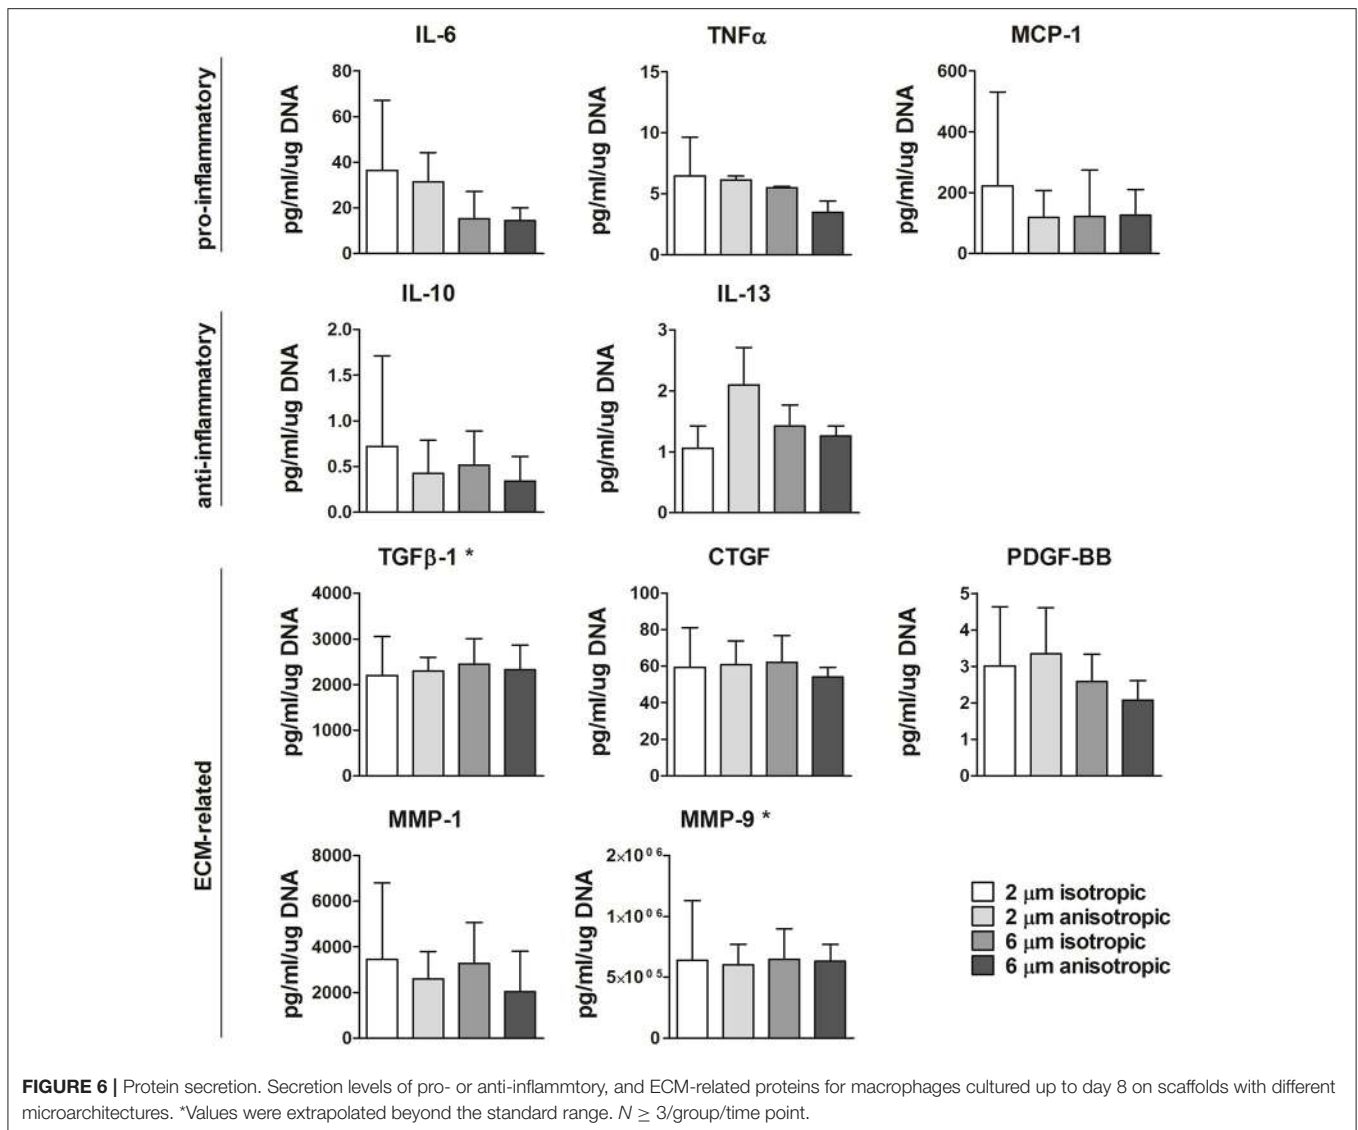 IL-6
TNFα
MCP-1
pro-inflammatory
pg/ml/ug DNA
80
60
40
20
0
pg/ml/ug DNA
15
10
5
0
pg/ml/ug DNA
600
400
200
0
IL-10
IL-13
anti-inflammatory
pg/ml/ug DNA
2.0
1.5
1.0
0.5
0.0
pg/ml/ug DNA
3
2
1
0
TGFβ-1 *
CTGF
PDGF-BB
ECM-related
pg/ml/ug DNA
4000
3000
2000
1000
0
pg/ml/ug DNA
100
80
60
40
20
0
pg/ml/ug DNA
5
4
3
2
1
0
MMP-1
MMP-9 *
pg/ml/ug DNA
8000
6000
4000
2000
0
pg/ml/ug DNA
2×10⁰⁶
1×10⁰⁶
5×10⁰⁵
0
2 μm isotropic
2 μm anisotropic
6 μm isotropic
6 μm anisotropic
FIGURE 6 | Protein secretion. Secretion levels of pro- or anti-inflammtory, and ECM-related proteins for macrophages cultured up to day 8 on scaffolds with different
microarchitectures. *Values were extrapolated beyond the standard range. N ≥ 3/group/time point.